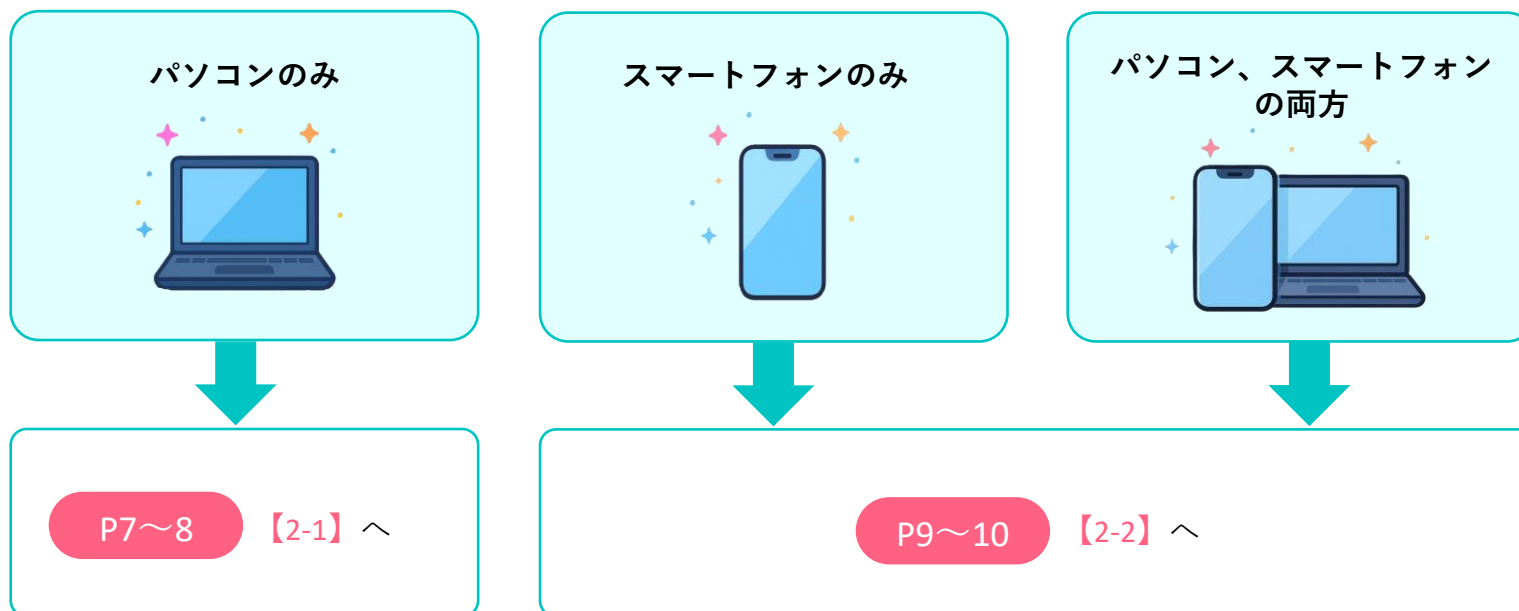 パソコンのみ
スマートフォンのみ
パソコン、スマートフォン
の両方
P7～8 【2-1】へ
P9～10 【2-2】へ